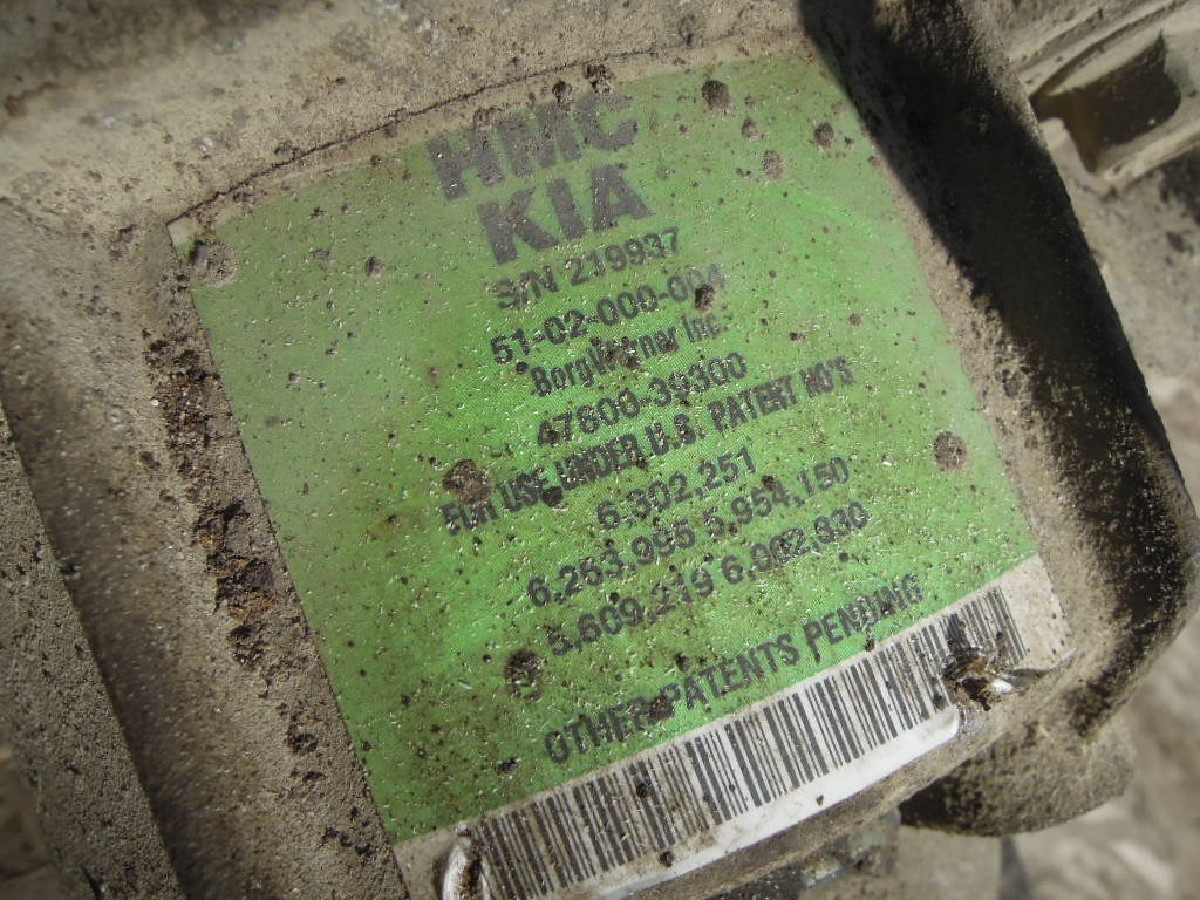 HMC
KIA
S/N 219937
51-02-000-004
BorgWarner Inc.
47800-39300
For USE UNDER U.S. PATENT NO'S
6,302,251
6,253,995 5,954,150
5,609,219 6,002,330
OTHER PATENTS PENDING